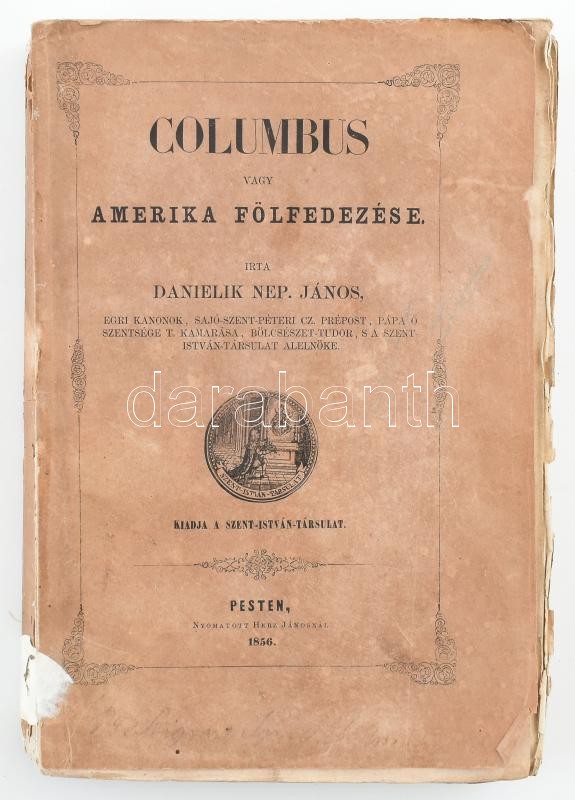 COLUMBUS
VAGY
AMERIKA FÖLFEDEZÉSE.
IRTA
DANIELIK NEP. JÁNOS,
EGRI KANONOK, SAJÓ-SZENT-PÉTERI CZ. PRÉPOST, PÁPA Ő
SZENTSÉGE T. KAMARÁSA, BÖLCSÉSZET-TUDOR, S A SZENT-
ISTVÁN-TÁRSULAT ALELNÖKE.
darabanth
SZENT-ISTVÁN-TÁRSULAT
KIADJA A SZENT-ISTVÁN-TÁRSULAT.
PESTEN,
NYOMATOTT HERZ JÁNOSNÁL
1856.